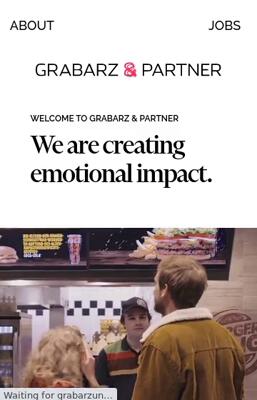 ABOUT JOBS
GRABARZ & PARTNER
WELCOME TO GRABARZ & PARTNER
We are creating
emotional impact.
Waiting for grabarzun...